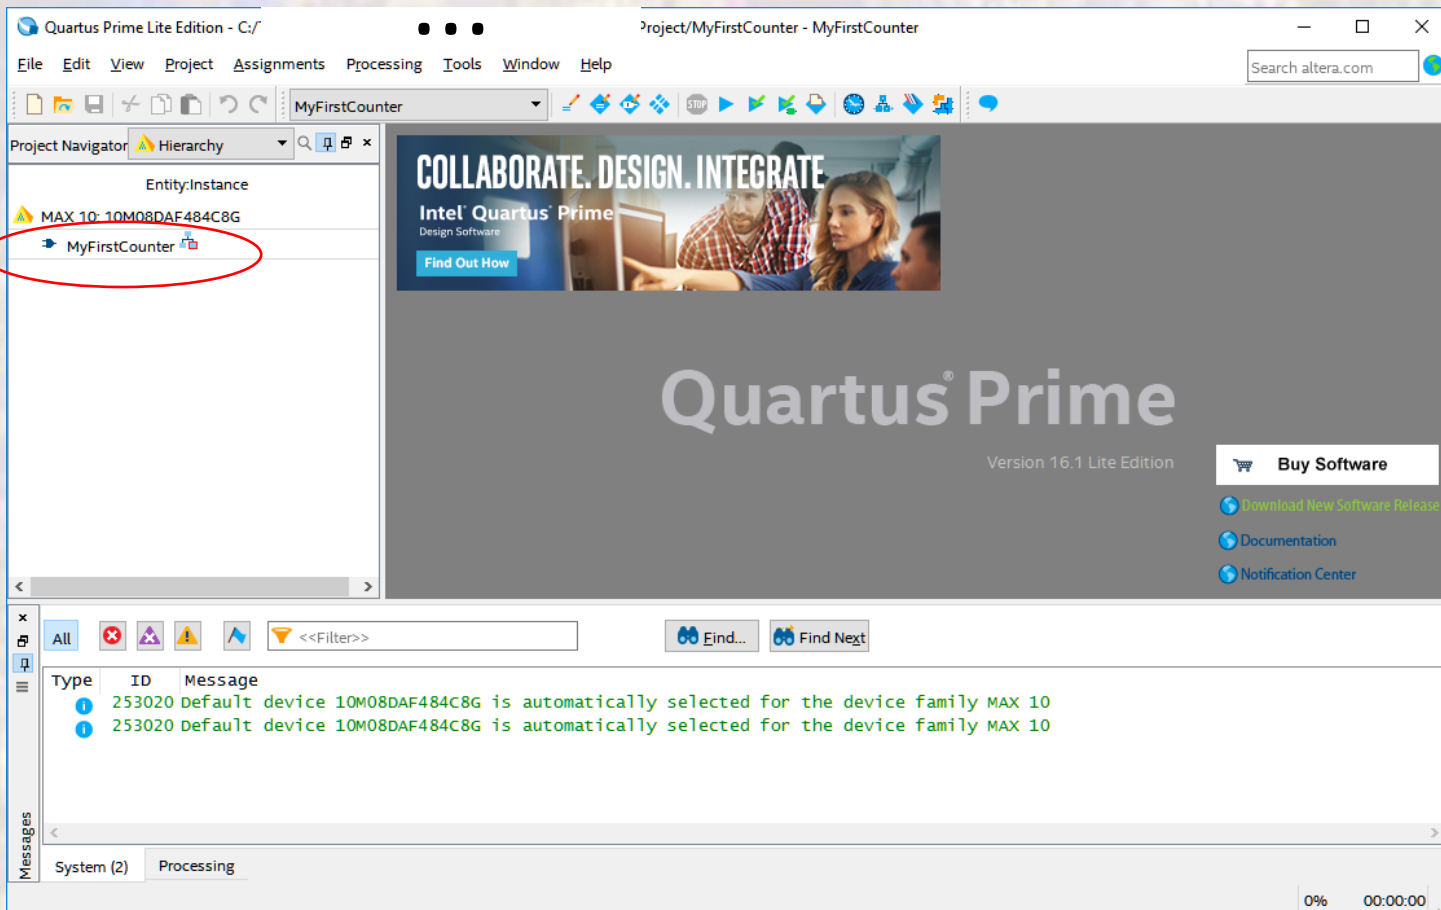 Quartus Prime Lite Edition - C:/ ... Project/MyFirstCounter - MyFirstCounter
File Edit View Project Assignments Processing Tools Window Help
Search altera.com
MyFirstCounter
STOP
Project Navigator Hierarchy
Entity:Instance
MAX 10: 10M08DAF484C8G
MyFirstCounter
COLLABORATE. DESIGN. INTEGRATE
Intel® Quartus® Prime
Design Software
Find Out How
Quartus® Prime
Version 16.1 Lite Edition
Buy Software
Download New Software Release
Documentation
Notification Center
All <<Filter>> Find... Find Next
Type ID Message
253020 Default device 10M08DAF484C8G is automatically selected for the device family MAX 10
253020 Default device 10M08DAF484C8G is automatically selected for the device family MAX 10
Messages
System (2) Processing
0% 00:00:00